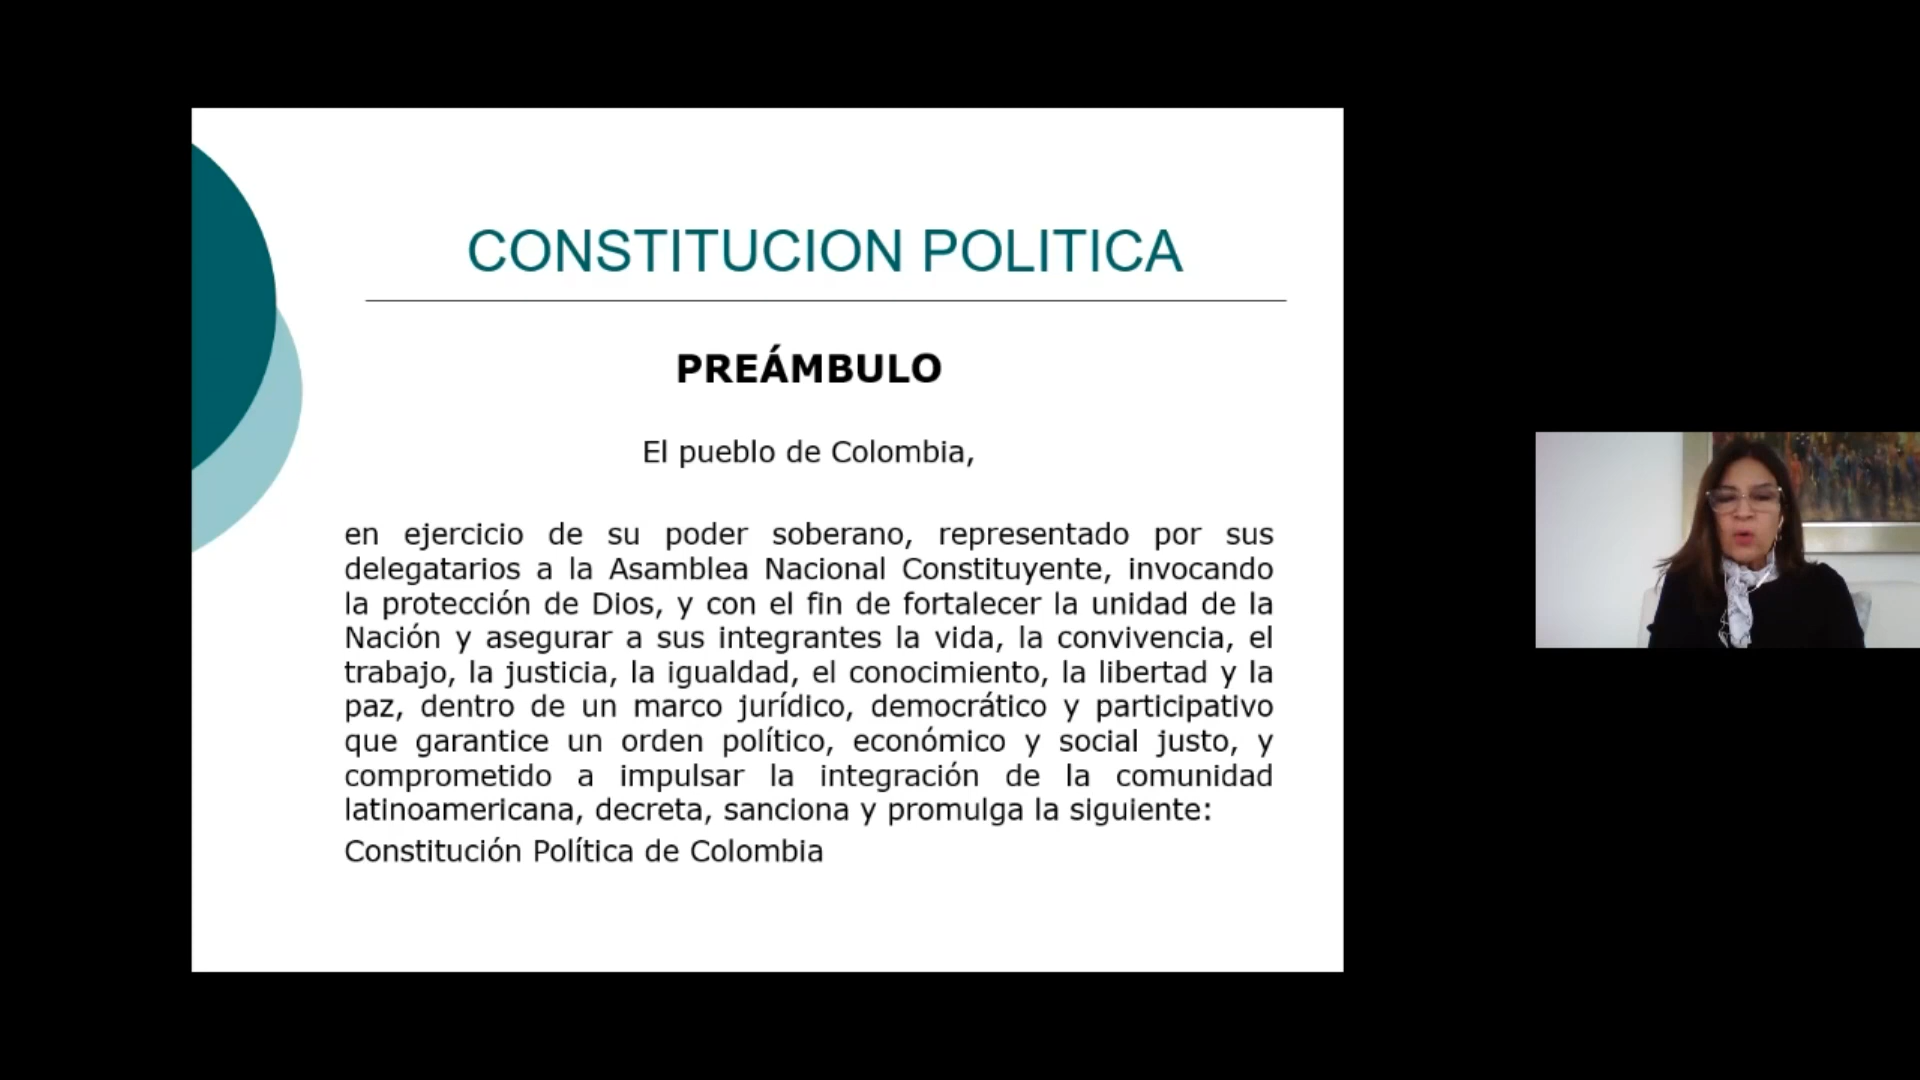 CONSTITUCION POLITICA
PREÁMBULO
El pueblo de Colombia,
en ejercicio de su poder soberano, representado por sus
delegatarios a la Asamblea Nacional Constituyente, invocando
la protección de Dios, y con el fin de fortalecer la unidad de la
Nación y asegurar a sus integrantes la vida, la convivencia, el
trabajo, la justicia, la igualdad, el conocimiento, la libertad y la
paz, dentro de un marco jurídico, democrático y participativo
que garantice un orden político, económico y social justo, y
comprometido a impulsar la integración de la comunidad
latinoamericana, decreta, sanciona y promulga la siguiente:
Constitución Política de Colombia